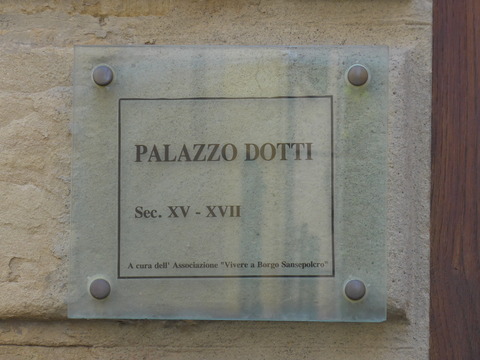 PALAZZO DOTTI
Sec. XV - XVII
A cura dell' Associazione "Vivere a Borgo Sansepolcro"